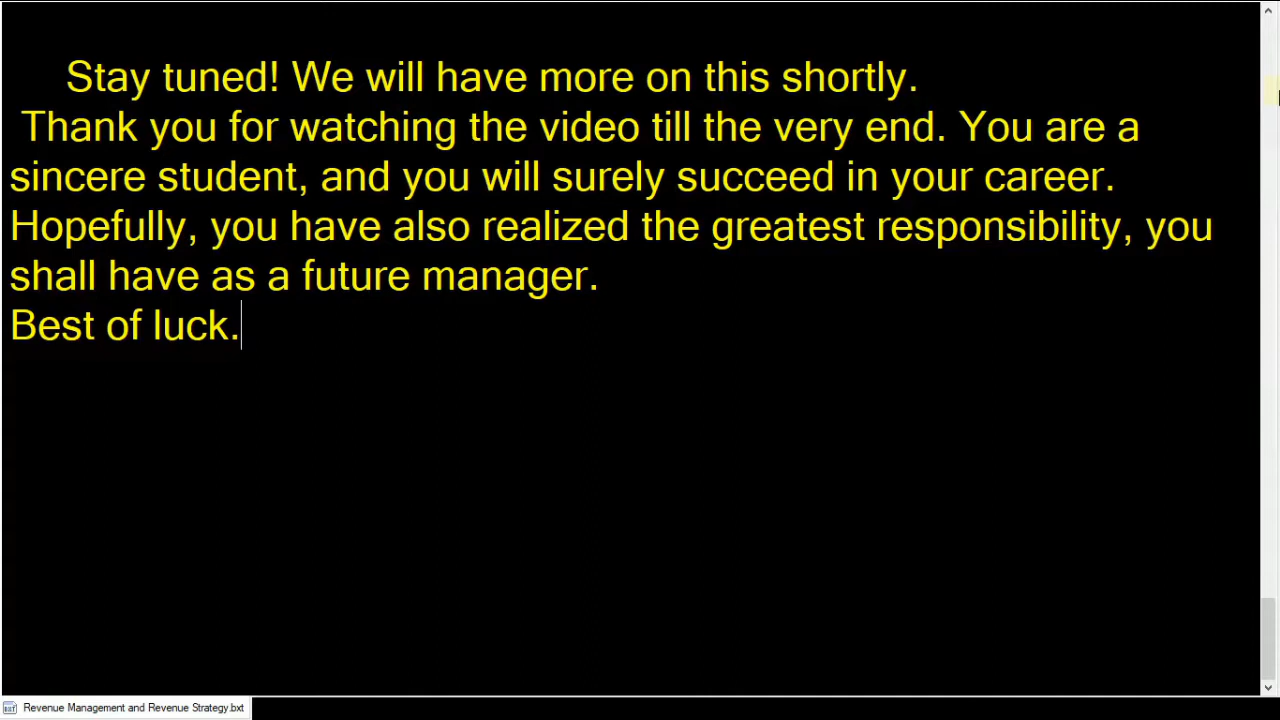 Stay tuned! We will have more on this shortly.
Thank you for watching the video till the very end. You are a
sincere student, and you will surely succeed in your career.
Hopefully, you have also realized the greatest responsibility, you
shall have as a future manager.
Best of luck.
Revenue Management and Revenue Strategy.bxt